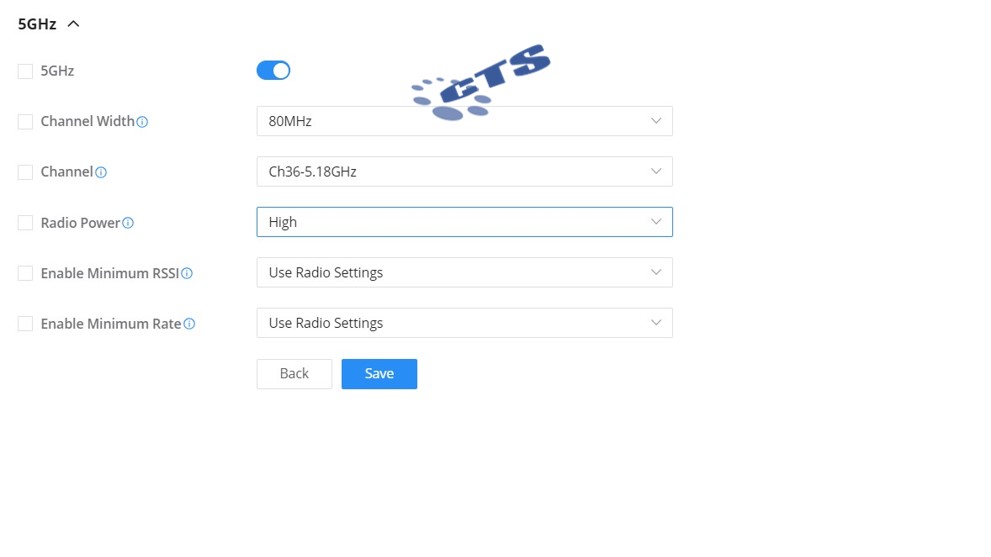 5GHz
5GHz
Channel Width
80MHz
Channel
Ch36-5.18GHz
Radio Power
High
Enable Minimum RSSI
Use Radio Settings
Enable Minimum Rate
Use Radio Settings
Back Save